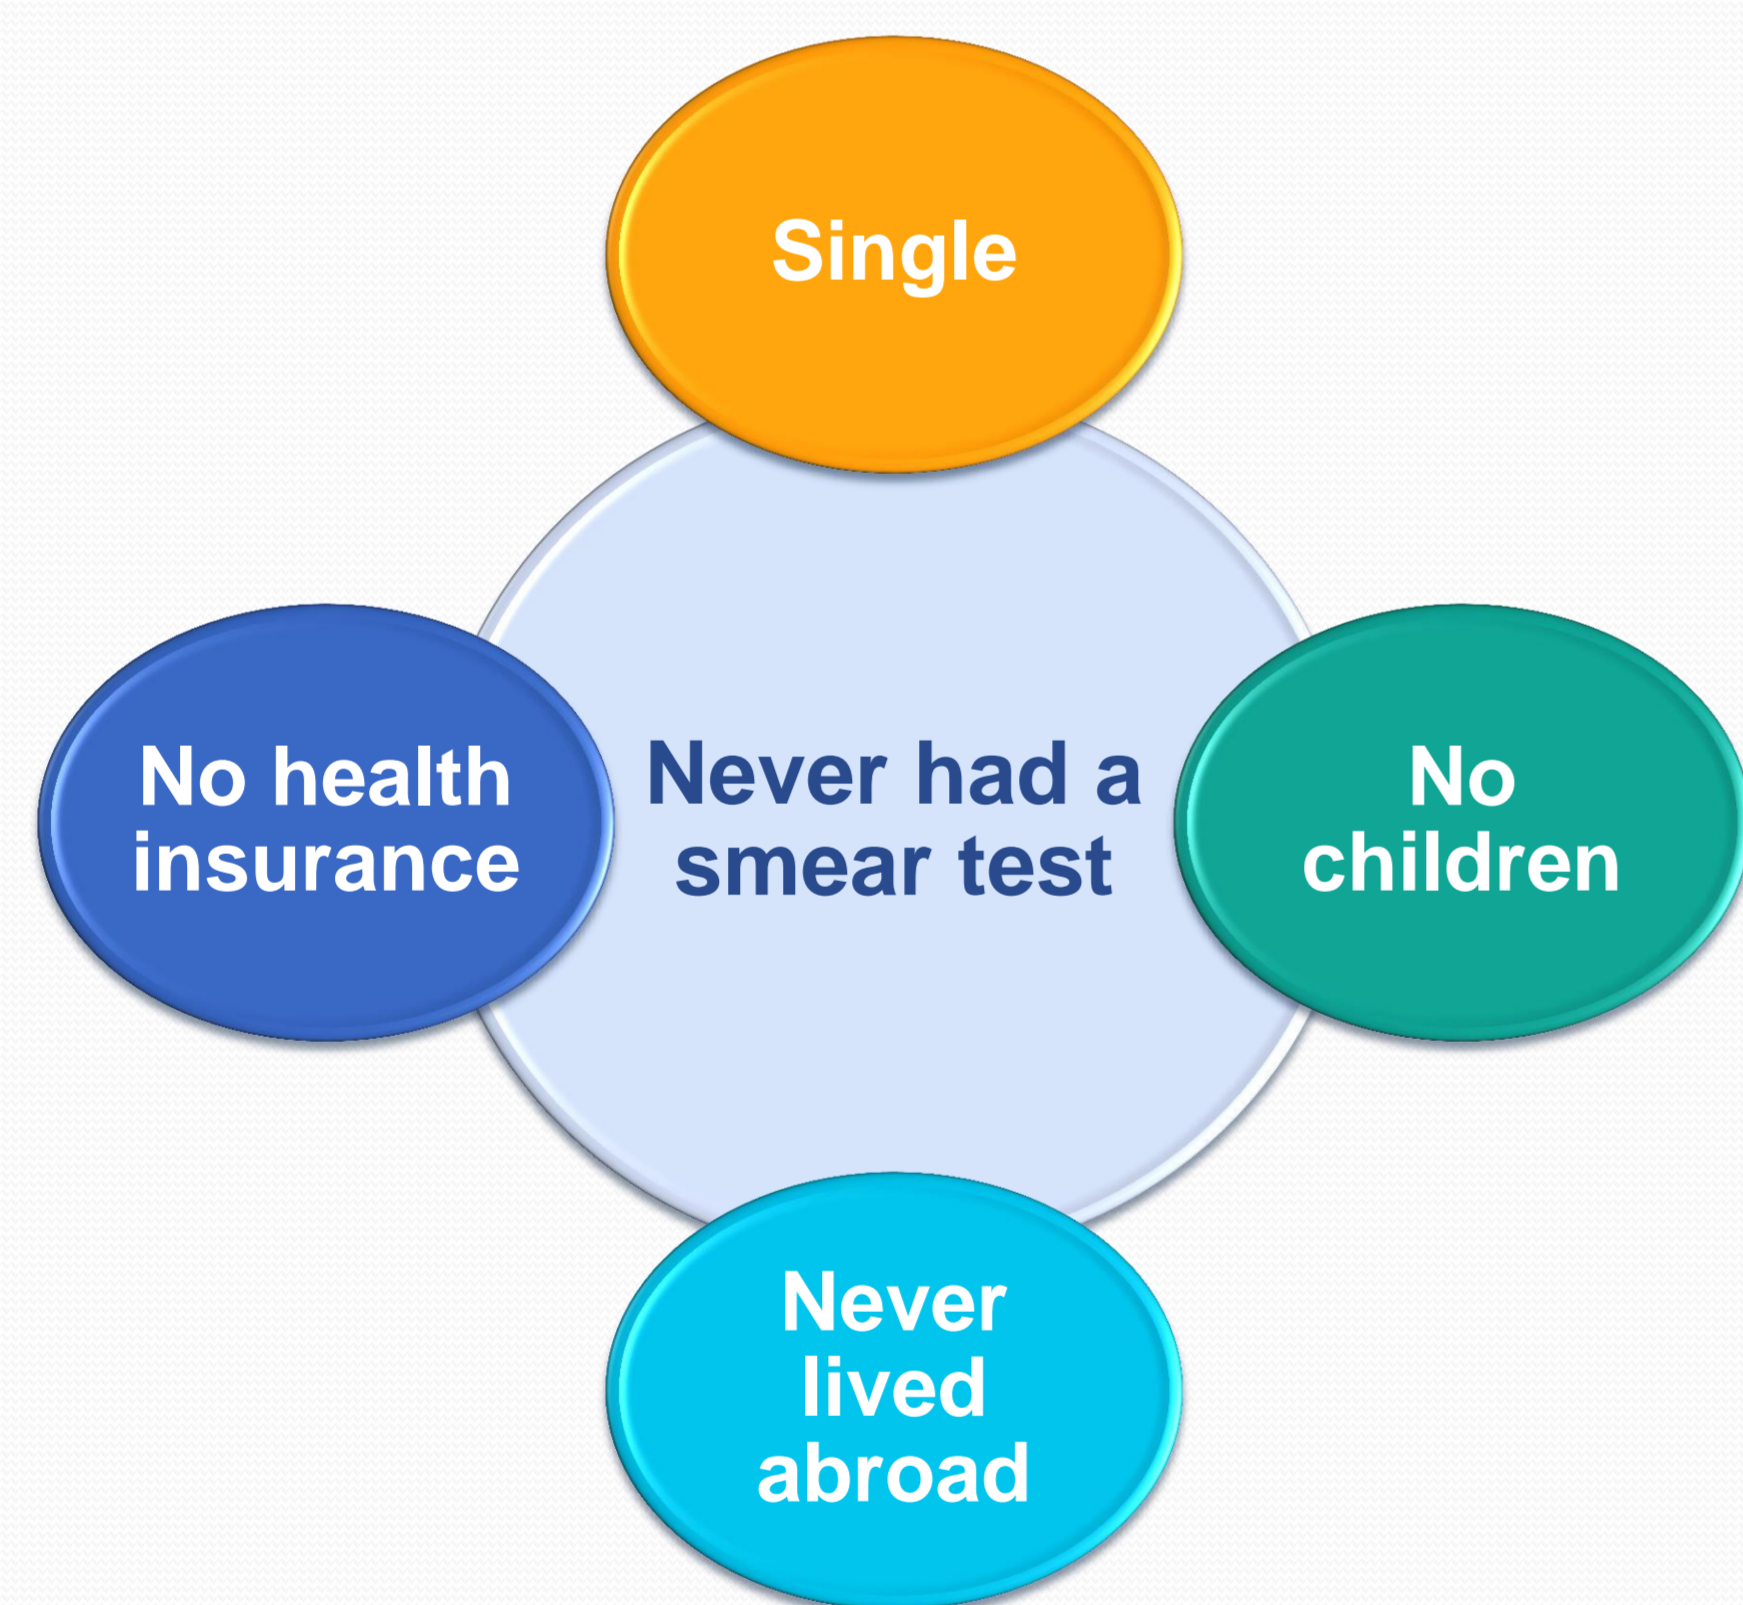 Single
No health
insurance
Never had a
smear test
No
children
Never
lived
abroad